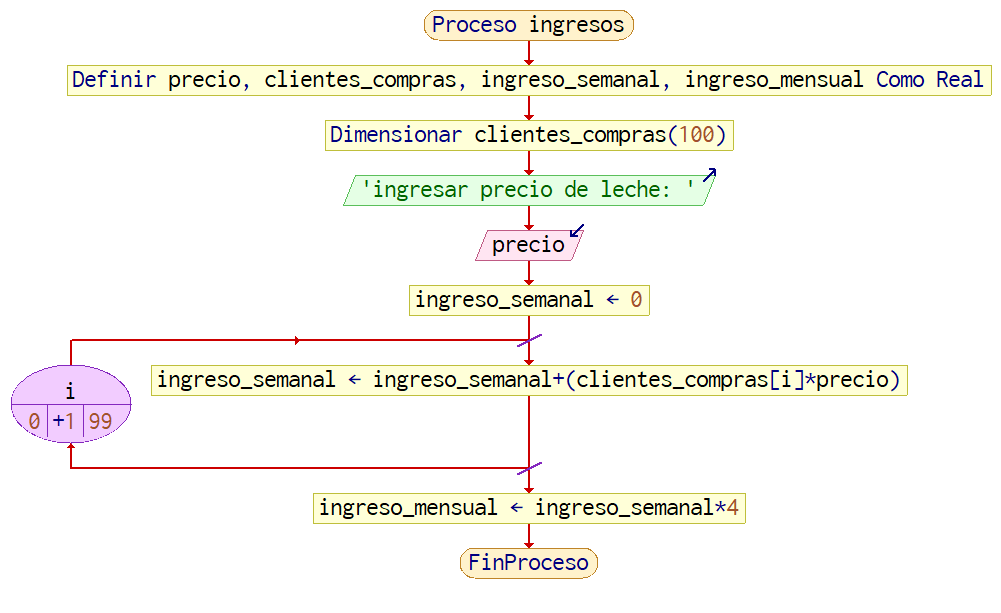 Proceso ingresos
Definir precio, clientes_compras, ingreso_semanal, ingreso_mensual Como Real
Dimensionar clientes_compras(100)
'ingresar precio de leche: '
precio
ingreso_semanal ← 0
i
0 +1 99
ingreso_semanal ← ingreso_semanal+(clientes_compras[i]*precio)
ingreso_mensual ← ingreso_semanal*4
FinProceso